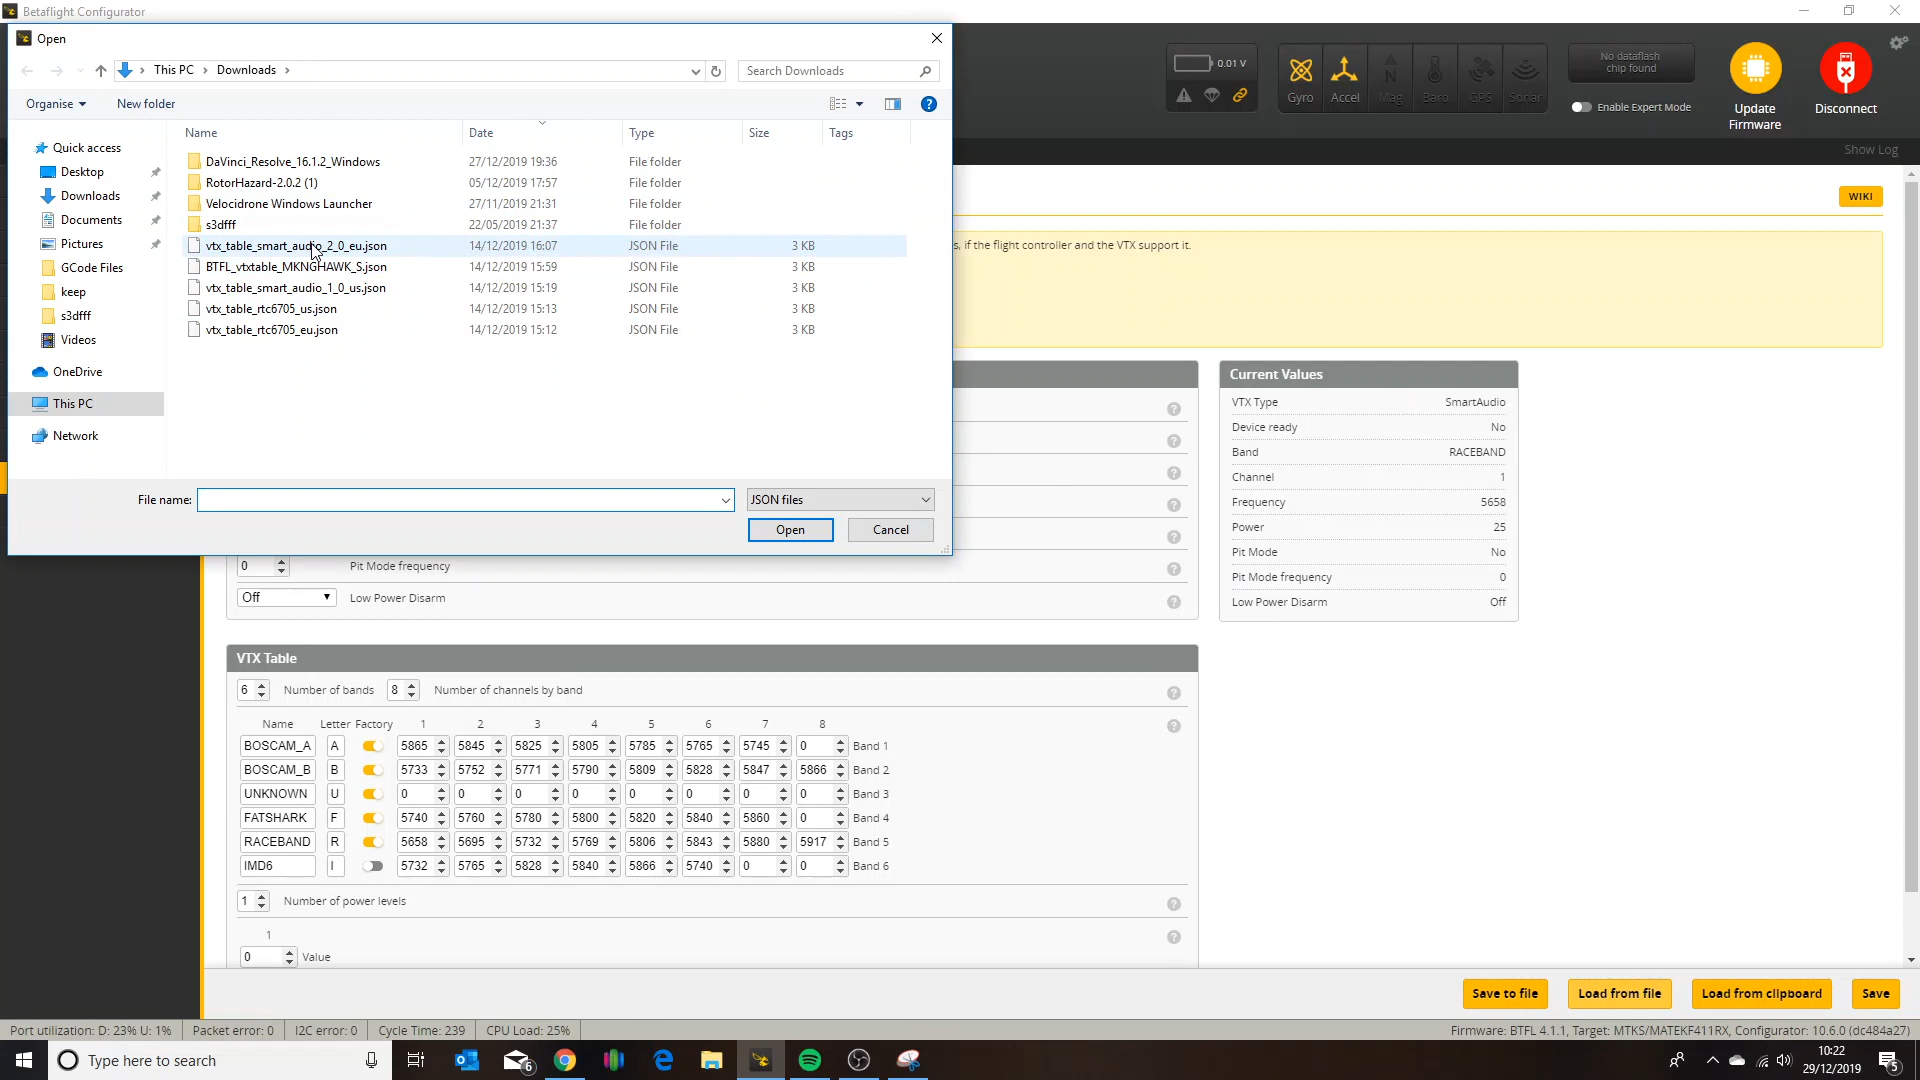 Betaflight Configurator
Open
This PC > Downloads >
Search Downloads
Organise
New folder
Name Date Type Size Tags
DaVinci_Resolve_16.1.2_Windows 27/12/2019 19:36 File folder
RotorHazard-2.0.2 (1) 05/12/2019 17:57 File folder
Velocidrone Windows Launcher 27/11/2019 21:31 File folder
s3dfff 22/05/2019 21:37 File folder
vtx_table_smart_audio_2_0_eu.json 14/12/2019 16:07 JSON File 3 KB
BTFL_vtxtable_MKNGHAWK_S.json 14/12/2019 15:59 JSON File 3 KB
vtx_table_smart_audio_1_0_us.json 14/12/2019 15:19 JSON File 3 KB
vtx_table_rtc6705_us.json 14/12/2019 15:13 JSON File 3 KB
vtx_table_rtc6705_eu.json 14/12/2019 15:12 JSON File 3 KB
Quick access
Desktop
Downloads
Documents
Pictures
GCode Files
keep
s3dfff
Videos
OneDrive
This PC
Network
File name:
JSON files
Open
Cancel
0.01 V
Gyro Accel Mag Baro GPS Sonar
No dataflash
chip found
Enable Expert Mode
Update
Firmware
Disconnect
Show Log
WIKI
s, if the flight controller and the VTX support it.
Current Values
VTX Type SmartAudio
Device ready No
Band RACEBAND
Channel 1
Frequency 5658
Power 25
Pit Mode No
Pit Mode frequency 0
Low Power Disarm Off
0 Pit Mode frequency
Off Low Power Disarm
VTX Table
6 Number of bands 8 Number of channels by band
Name Letter Factory 1 2 3 4 5 6 7 8
BOSCAM_A A 5865 5845 5825 5805 5785 5765 5745 0 Band 1
BOSCAM_B B 5733 5752 5771 5790 5809 5828 5847 5866 Band 2
UNKNOWN U 0 0 0 0 0 0 0 0 Band 3
FATSHARK F 5740 5760 5780 5800 5820 5840 5860 0 Band 4
RACEBAND R 5658 5695 5732 5769 5806 5843 5880 5917 Band 5
IMD6 I 5732 5765 5828 5840 5866 5740 0 0 Band 6
1 Number of power levels
1
0 Value
Save to file
Load from file
Load from clipboard
Save
Port utilization: D: 23% U: 1% Packet error: 0 I2C error: 0 Cycle Time: 239 CPU Load: 25%
Firmware: BTFL 4.1.1, Target: MTKS/MATEKF411RX, Configurator: 10.6.0 (dc484a27)
Type here to search
6
10:22
29/12/2019
5